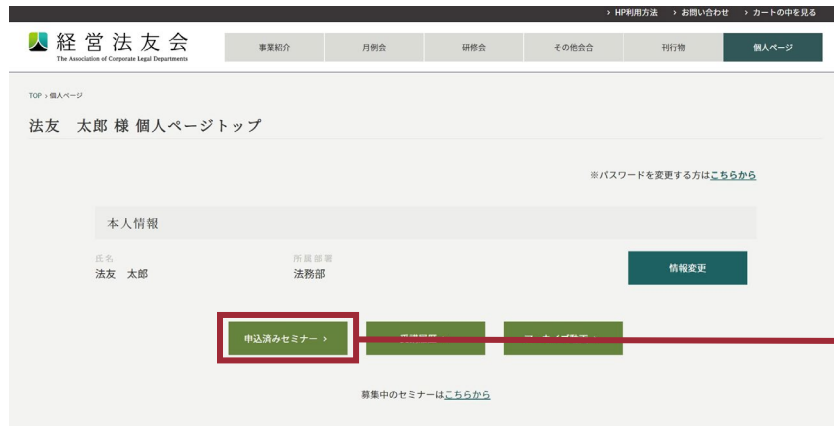 › HP利用方法 › お問い合わせ › カートの中を見る
経営法友会
The Association of Corporate Legal Departments
事業紹介 月例会 研修会 その他会合 刊行物 個人ページ
TOP › 個人ページ
法友 太郎 様 個人ページトップ
※パスワードを変更する方はこちらから
本人情報
氏名 所属部署
法友 太郎 法務部
情報変更
申込済みセミナー ›
募集中のセミナーはこちらから